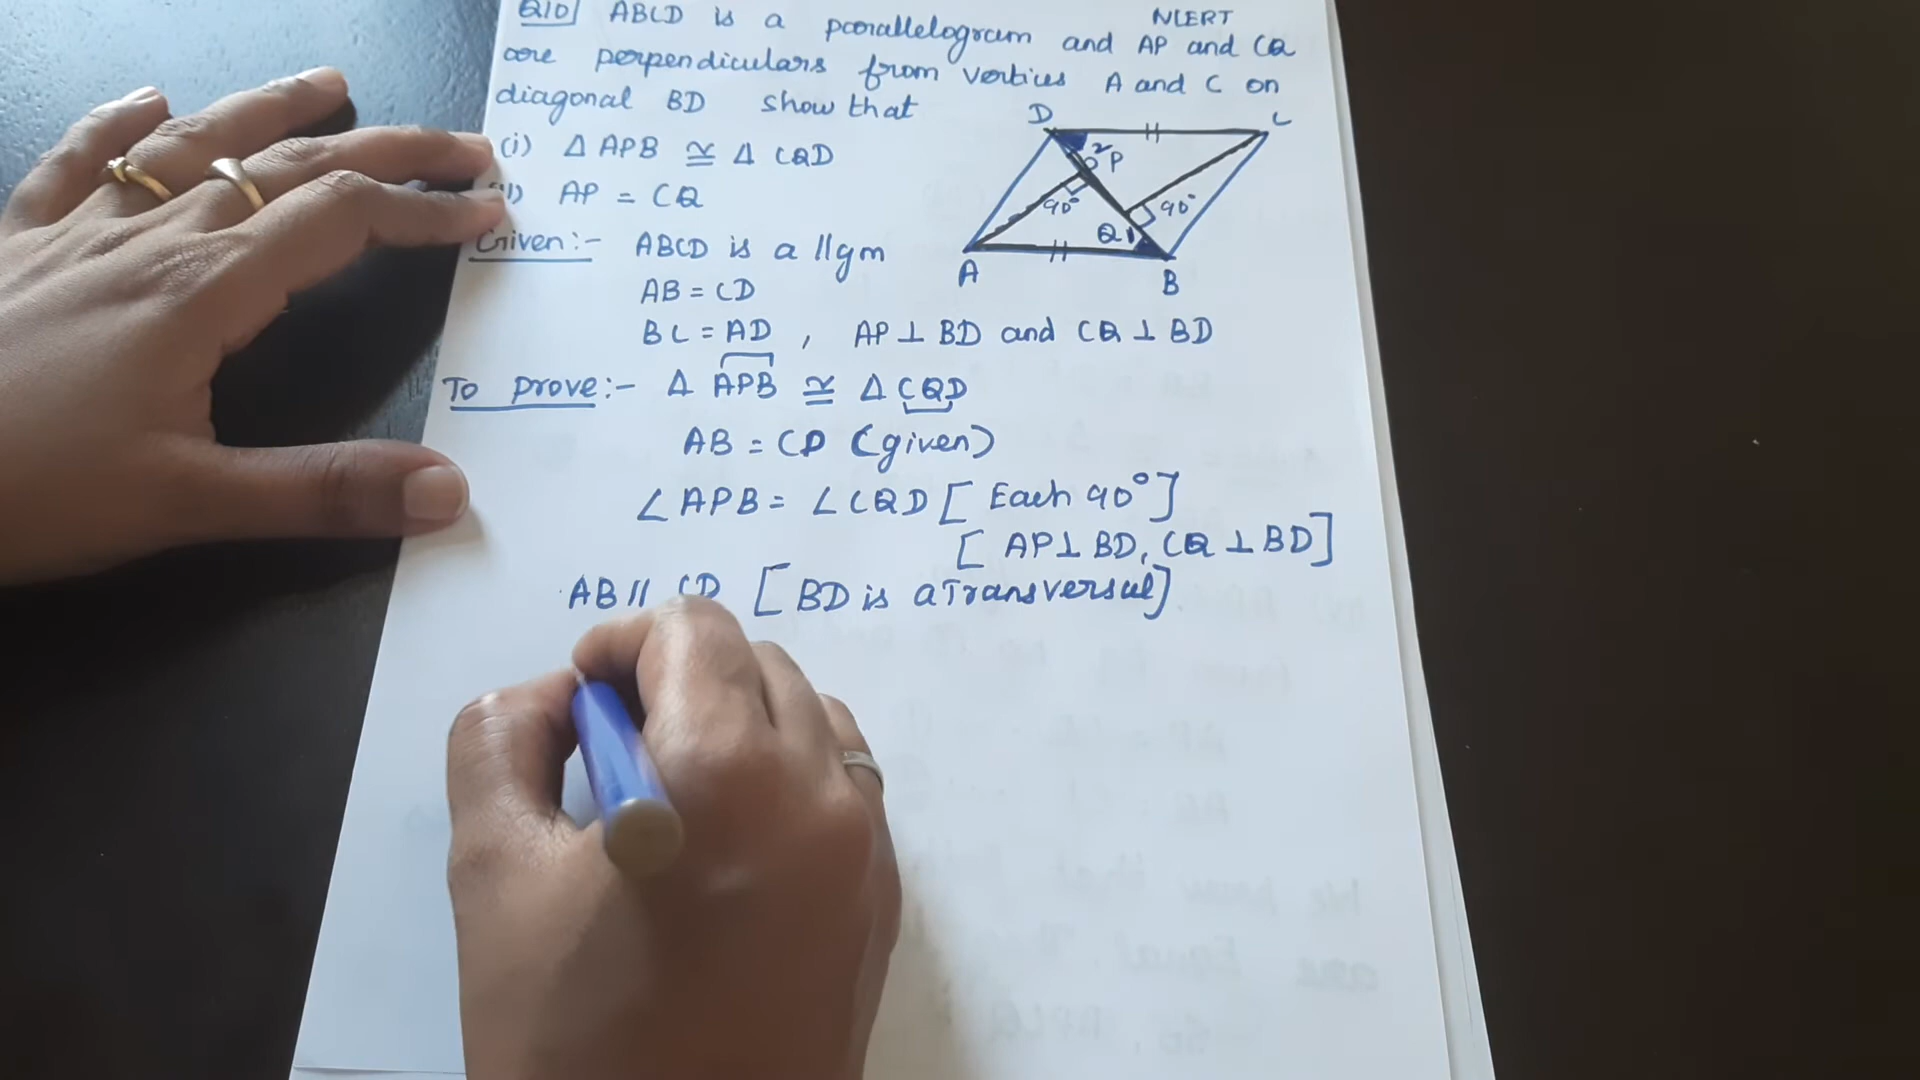 Q10] ABCD is a parallelogram and AP and CQ
NCERT
are perpendiculars from vertices A and C on
diagonal BD show that
(i) Δ APB ≅ Δ CQD
AP = CQ
Given:- ABCD is a ||gm
AB = CD
BC = AD , AP ⊥ BD and CQ ⊥ BD
To prove:- Δ APB ≅ Δ CQD
AB = CD (given)
∠APB = ∠CQD [ Each 90° ]
[ AP ⊥ BD, CQ ⊥ BD ]
AB || CD [ BD is a Transversal ]
D
C
2
P
90°
90°
Q
1
A
B